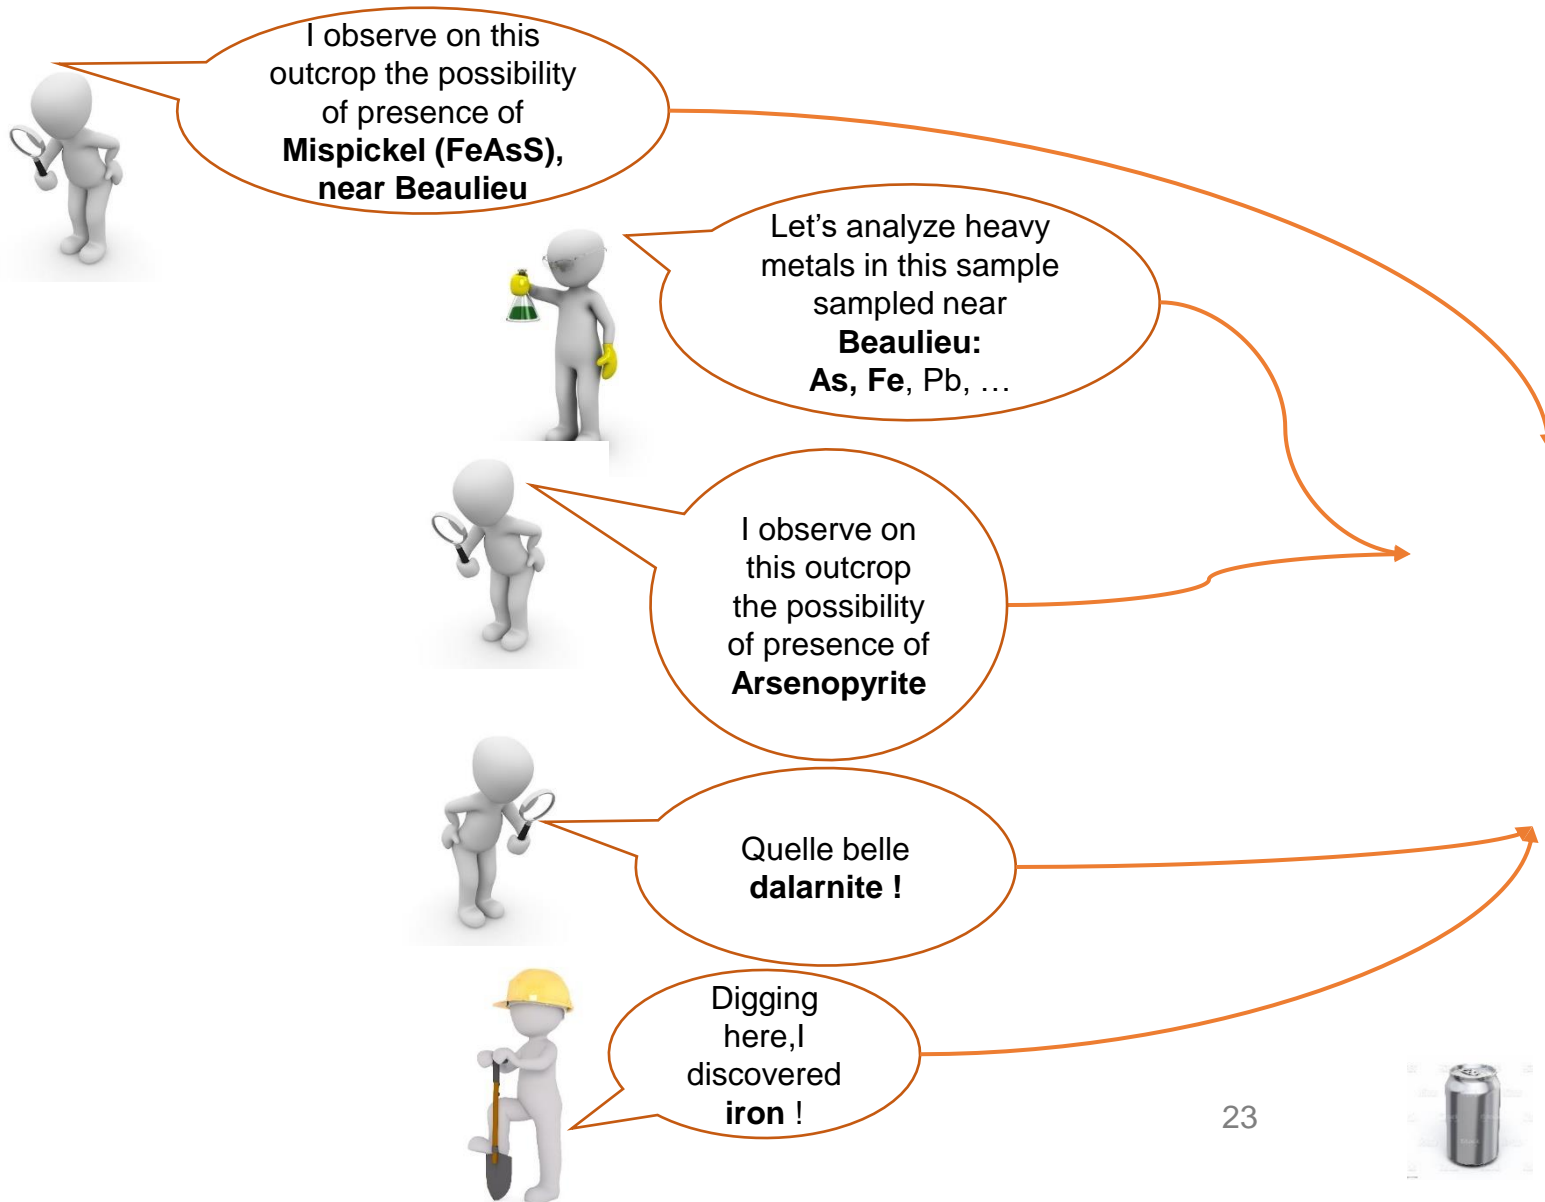 I observe on this
outcrop the possibility
of presence of
Mispickel (FeAsS),
near Beaulieu
Let’s analyze heavy
metals in this sample
sampled near
Beaulieu:
As, Fe, Pb, …
I observe on
this outcrop
the possibility
of presence of
Arsenopyrite
Quelle belle
dalarnite !
Digging
here,I
discovered
iron !
23